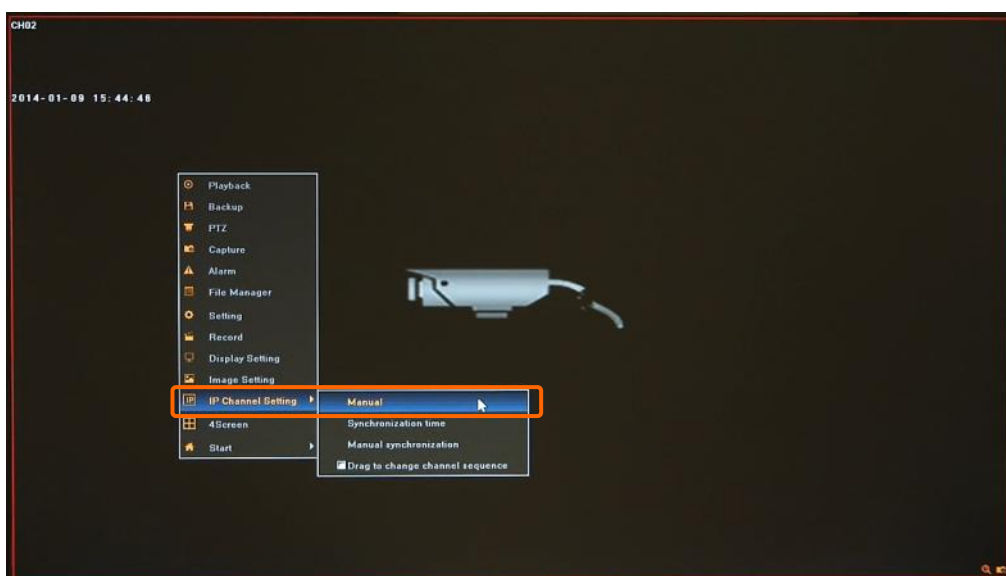 CH02
2014-01-09 15:44:46
Playback
Backup
PTZ
Capture
Alarm
File Manager
Setting
Record
Display Setting
Image Setting
IP IP Channel Setting
Manual
4Screen
Synchronization time
Start
Manual synchronization
Drag to change channel sequence